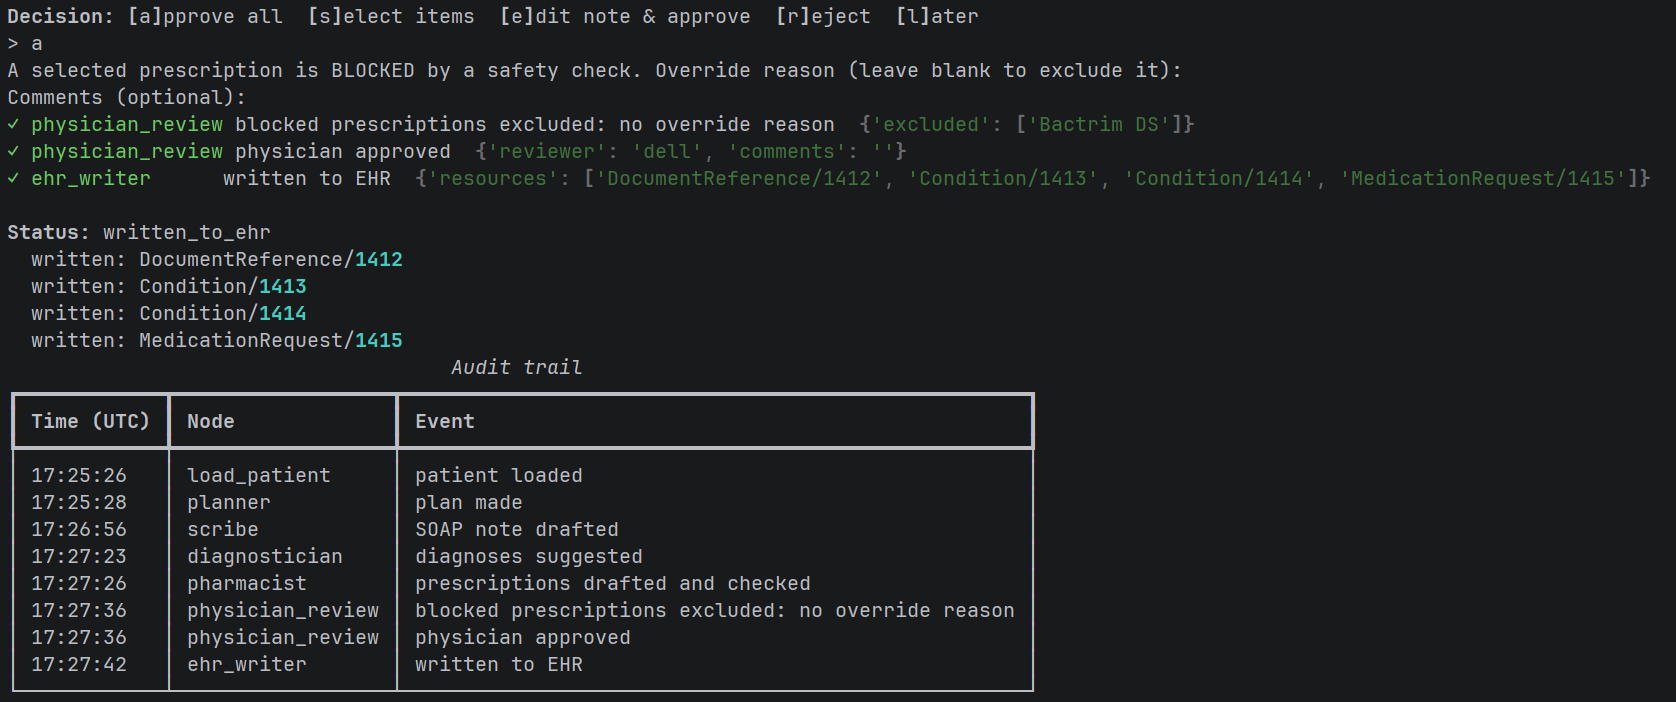 Decision: [a]pprove all  [s]elect items  [e]dit note & approve  [r]eject  [l]ater
> a
A selected prescription is BLOCKED by a safety check. Override reason (leave blank to exclude it):
Comments (optional):
✓ physician_review blocked prescriptions excluded: no override reason  {'excluded': ['Bactrim DS']}
✓ physician_review physician approved  {'reviewer': 'dell', 'comments': ''}
✓ ehr_writer      written to EHR  {'resources': ['DocumentReference/1412', 'Condition/1413', 'Condition/1414', 'MedicationRequest/1415']}
Status: written_to_ehr
written: DocumentReference/1412
written: Condition/1413
written: Condition/1414
written: MedicationRequest/1415
Audit trail
Time (UTC)  Node  Event
17:25:26  load_patient  patient loaded
17:25:28  planner  plan made
17:26:56  scribe  SOAP note drafted
17:27:23  diagnostician  diagnoses suggested
17:27:26  pharmacist  prescriptions drafted and checked
17:27:36  physician_review  blocked prescriptions excluded: no override reason
17:27:36  physician_review  physician approved
17:27:42  ehr_writer  written to EHR